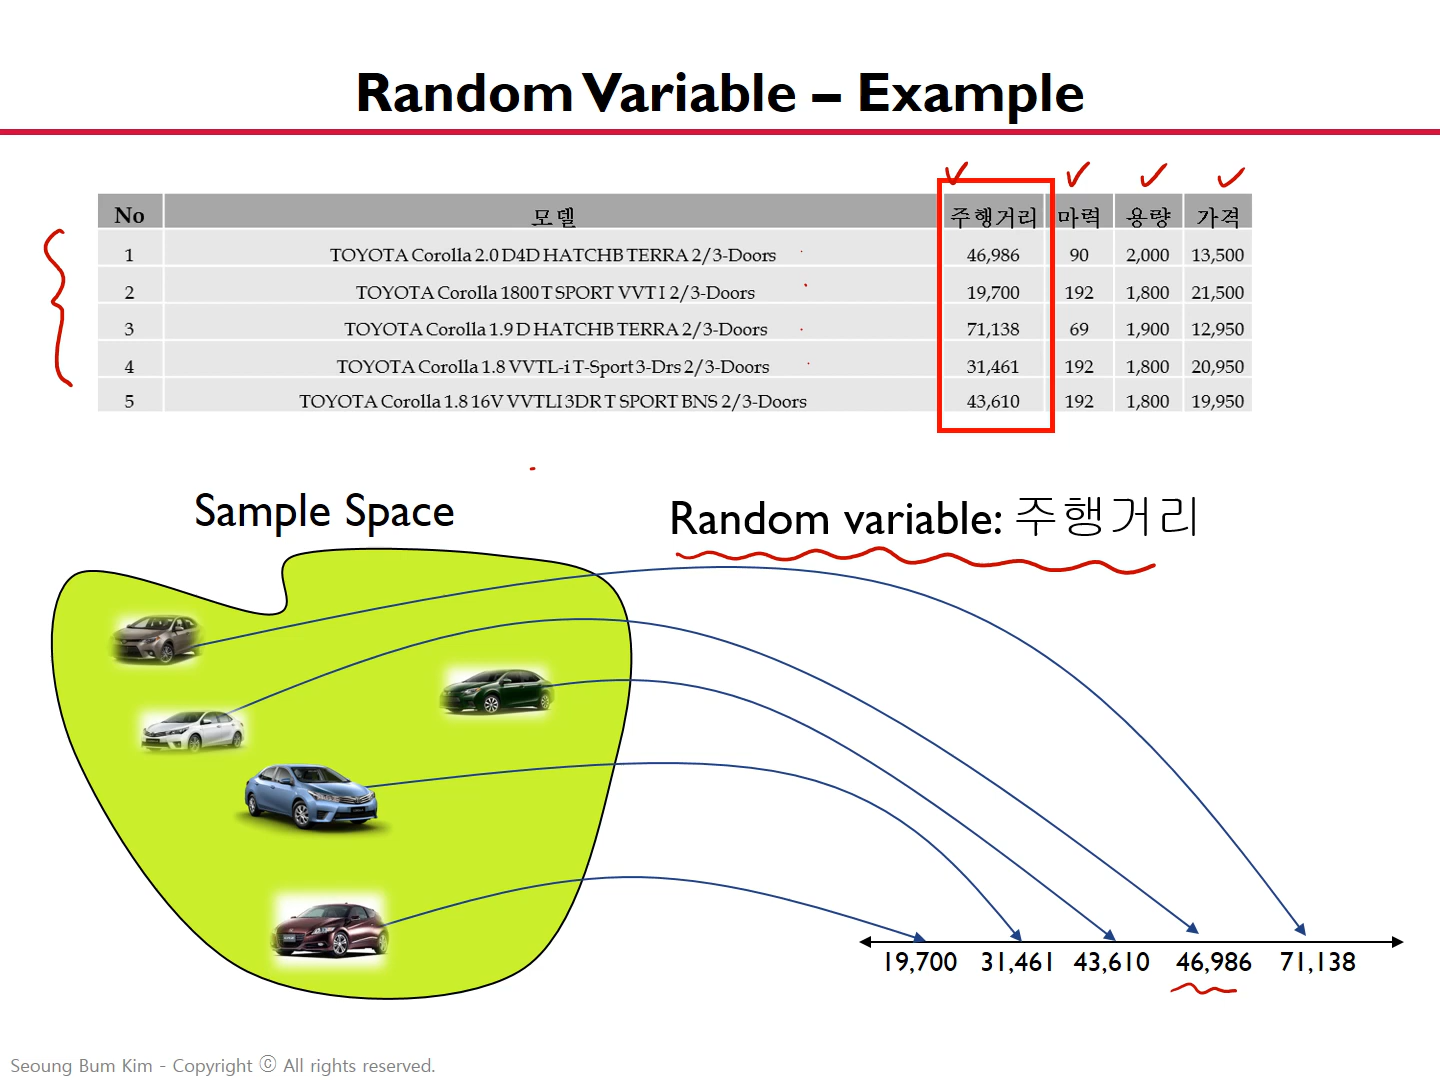 Random Variable – Example
No 모델 주행거리 마력 용량 가격
1 TOYOTA Corolla 2.0 D4D HATCHB TERRA 2/3-Doors 46,986 90 2,000 13,500
2 TOYOTA Corolla 1800 T SPORT VVT I 2/3-Doors 19,700 192 1,800 21,500
3 TOYOTA Corolla 1.9 D HATCHB TERRA 2/3-Doors 71,138 69 1,900 12,950
4 TOYOTA Corolla 1.8 VVTL-i T-Sport 3-Drs 2/3-Doors 31,461 192 1,800 20,950
5 TOYOTA Corolla 1.8 16V VVTLI 3DR T SPORT BNS 2/3-Doors 43,610 192 1,800 19,950
Sample Space
Random variable: 주행거리
19,700 31,461 43,610 46,986 71,138
Seoung Bum Kim - Copyright ⓒ All rights reserved.